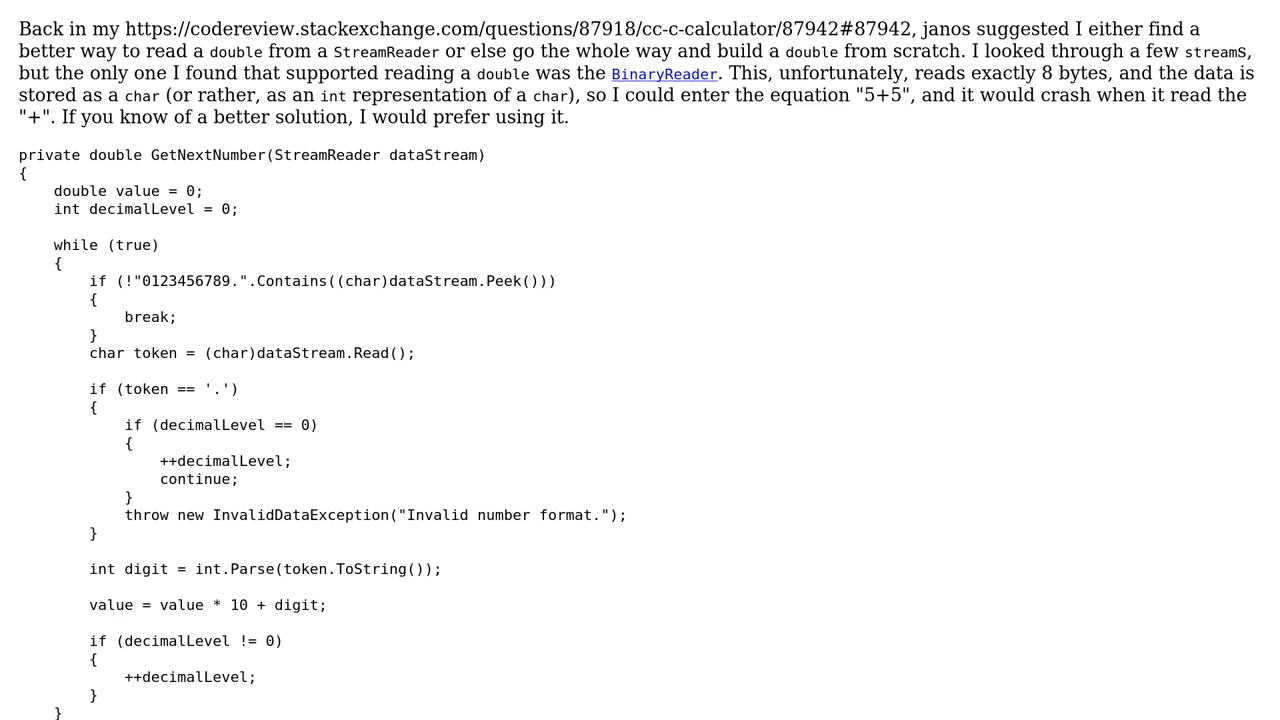 Back in my https://codereview.stackexchange.com/questions/87918/cc-c-calculator/87942#87942, janos suggested I either find a
better way to read a double from a StreamReader or else go the whole way and build a double from scratch. I looked through a few streams,
but the only one I found that supported reading a double was the BinaryReader. This, unfortunately, reads exactly 8 bytes, and the data is
stored as a char (or rather, as an int representation of a char), so I could enter the equation "5+5", and it would crash when it read the
"+". If you know of a better solution, I would prefer using it.
private double GetNextNumber(StreamReader dataStream)
{
    double value = 0;
    int decimalLevel = 0;
    while (true)
    {
        if (!"0123456789.".Contains((char)dataStream.Peek()))
        {
            break;
        }
        char token = (char)dataStream.Read();
        if (token == '.')
        {
            if (decimalLevel == 0)
            {
                ++decimalLevel;
                continue;
            }
            throw new InvalidDataException("Invalid number format.");
        }
        int digit = int.Parse(token.ToString());
        value = value * 10 + digit;
        if (decimalLevel != 0)
        {
            ++decimalLevel;
        }
    }